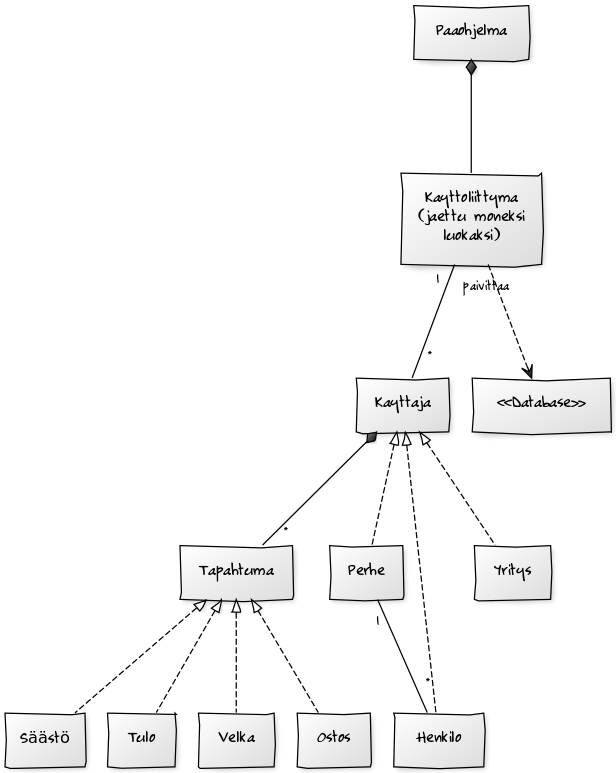 Paaohjelma
Kayttoliittyma
(jaettu moneksi
luokaksi)
1
paivittaa
*
Kayttaja
<<Database>>
*
Tapahtuma
Perhe
Yritys
1
*
Säästö
Tulo
Velka
Ostos
Henkilo